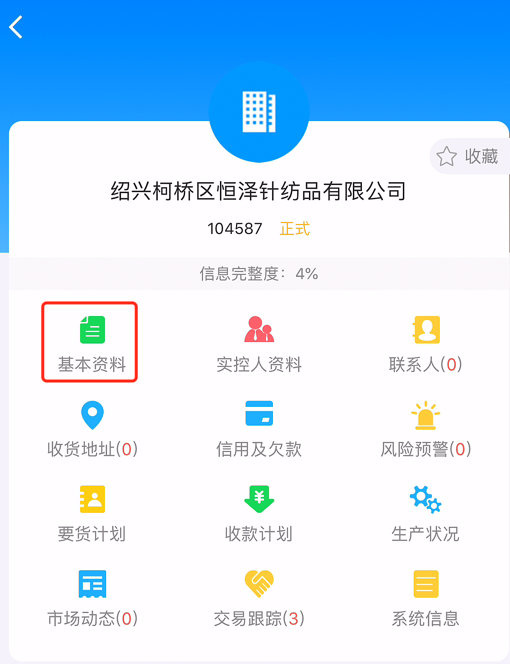 收藏
绍兴柯桥区恒泽针纺品有限公司
104587 正式
信息完整度：4%
基本资料 实控人资料 联系人(0)
收货地址(0) 信用及欠款 风险预警(0)
要货计划 收款计划 生产状况
市场动态(0) 交易跟踪(3) 系统信息